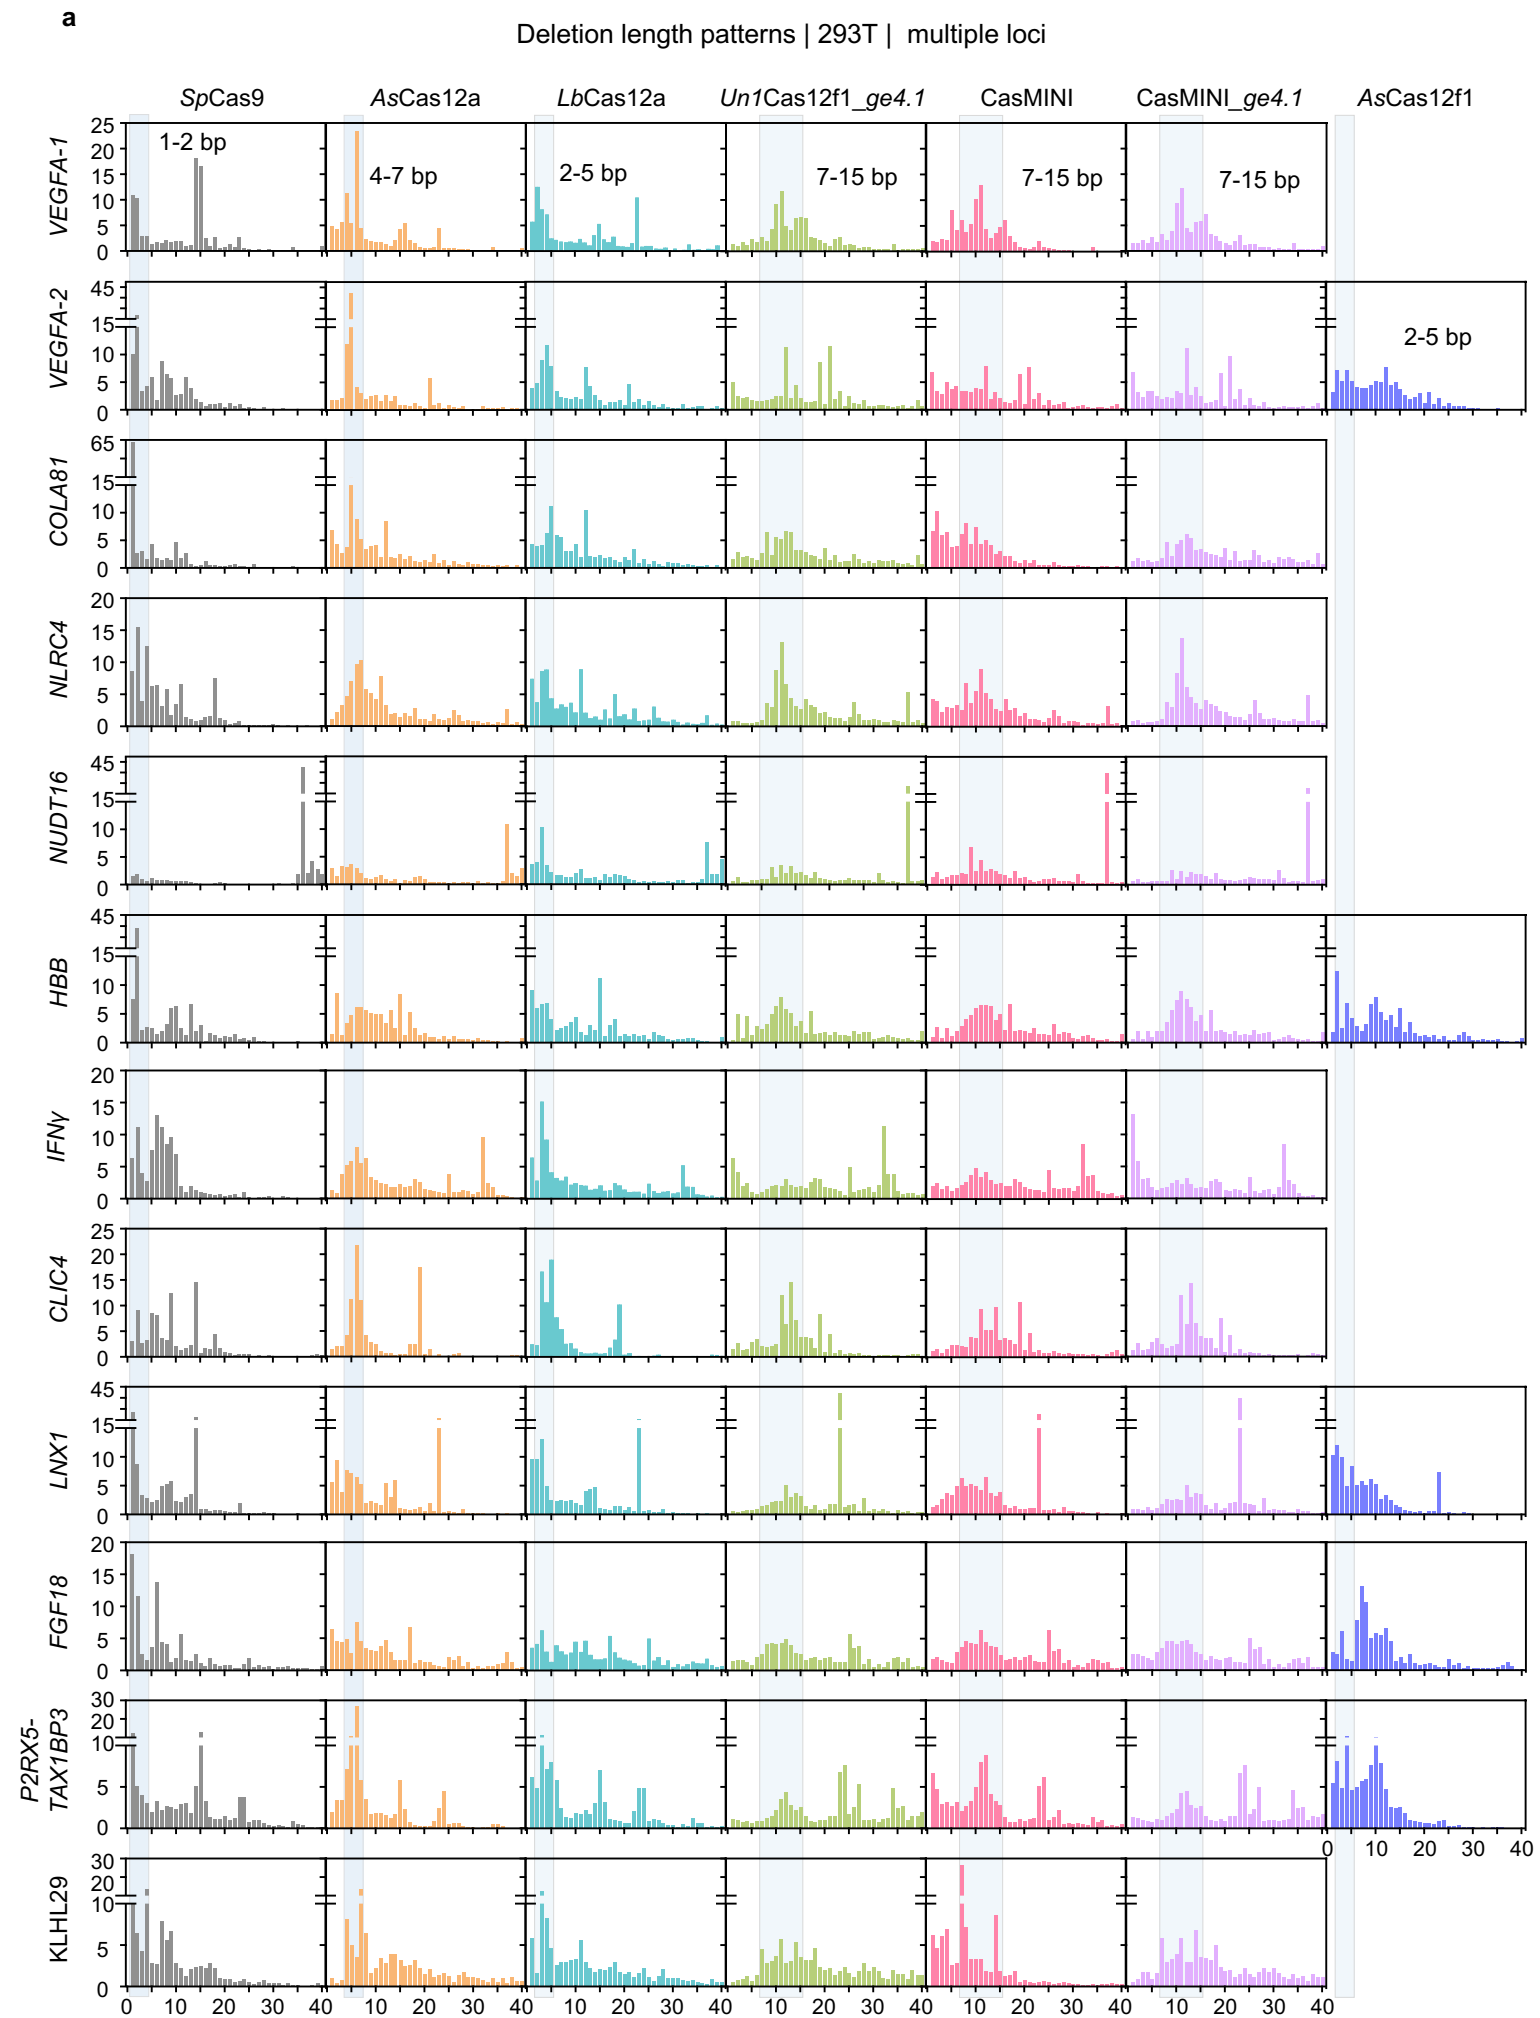 a
Deletion length patterns | 293T | multiple loci
SpCas9 AsCas12a LbCas12a Un1Cas12f1_ge4.1 CasMINI CasMINI_ge4.1 AsCas12f1
VEGFA-1
25
20
15
10
5
0
1-2 bp
4-7 bp
2-5 bp
7-15 bp
7-15 bp
7-15 bp
VEGFA-2
45
15
10
5
0
2-5 bp
COLA81
65
15
10
5
0
NLRC4
20
15
10
5
0
NUDT16
45
15
10
5
0
HBB
45
15
10
5
0
IFNγ
20
15
10
5
0
CLIC4
25
20
15
10
5
0
LNX1
45
15
10
5
0
FGF18
20
15
10
5
0
P2RX5-
TAX1BP3
30
20
10
5
0
0 10 20 30 40
KLHL29
30
20
10
5
0
0 10 20 30 40 10 20 30 40 10 20 30 40 10 20 30 40 10 20 30 40 10 20 30 40